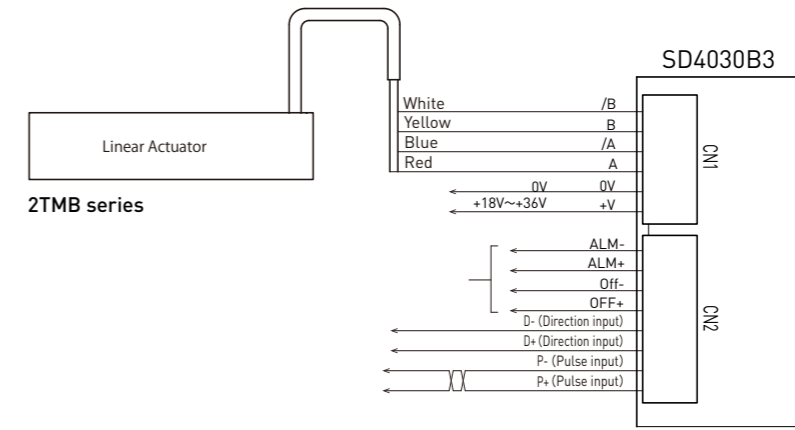 SD4030B3
White /B
Yellow B
Blue /A
Red A
0V 0V
+18V～+36V +V
CN1
Linear Actuator
2TMB series
ALM-
ALM+
Off-
OFF+
D- (Direction input)
D+ (Direction input)
P- (Pulse input)
P+ (Pulse input)
CN2